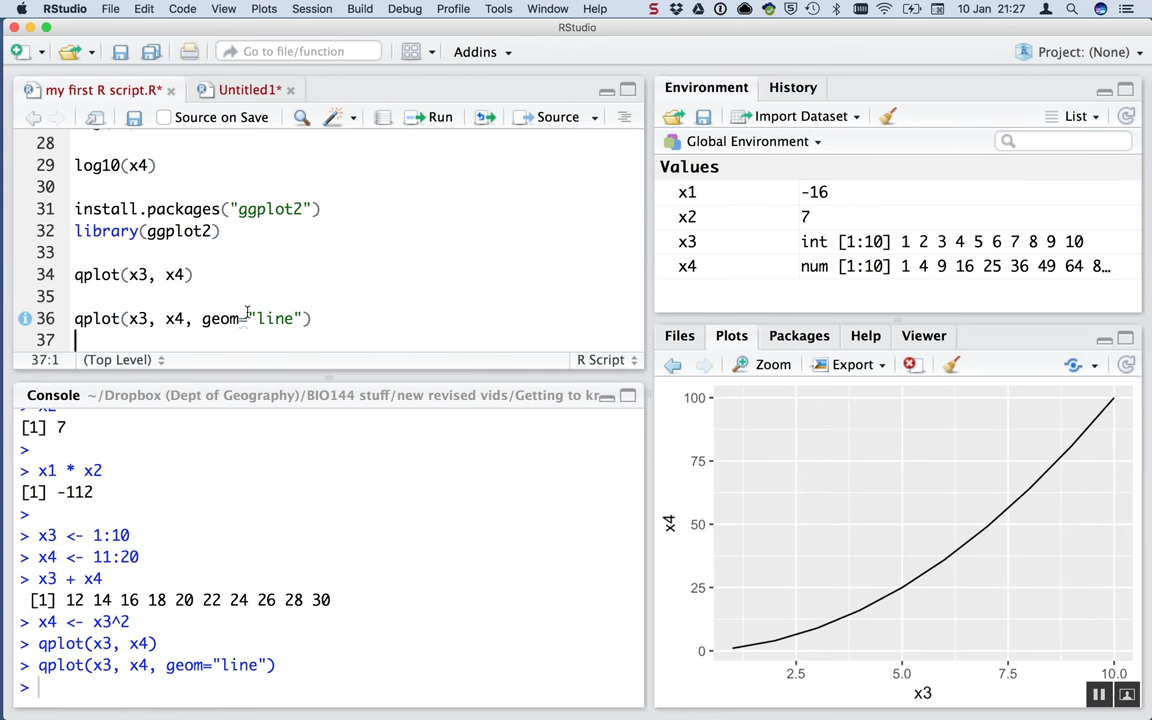 RStudio File Edit Code View Plots Session Build Debug Profile Tools Window Help 10 Jan 21:27
RStudio
Go to file/function Addins Project: (None)
my first R script.R* Untitled1*
Source on Save Run Source
28
29 log10(x4)
30
31 install.packages("ggplot2")
32 library(ggplot2)
33
34 qplot(x3, x4)
35
36 qplot(x3, x4, geom="line")
37
37:1 (Top Level) R Script
Console ~/Dropbox (Dept of Geography)/BIO144 stuff/new revised vids/Getting to kr
[1] 7
>
> x1 * x2
[1] -112
>
> x3 <- 1:10
> x4 <- 11:20
> x3 + x4
[1] 12 14 16 18 20 22 24 26 28 30
> x4 <- x3^2
> qplot(x3, x4)
> qplot(x3, x4, geom="line")
>
Environment History
Import Dataset List
Global Environment
Values
x1 -16
x2 7
x3 int [1:10] 1 2 3 4 5 6 7 8 9 10
x4 num [1:10] 1 4 9 16 25 36 49 64 8…
Files Plots Packages Help Viewer
Zoom Export
100
75
x4
50
25
0
2.5 5.0 7.5 10.0
x3